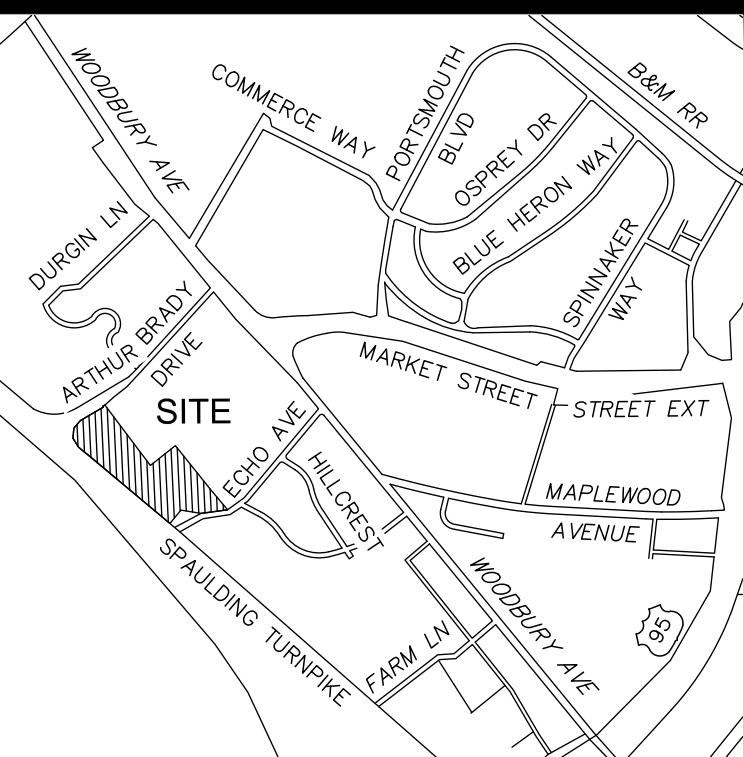 WOODBURY AVE
COMMERCE WAY
PORTSMOUTH
BLVD
B&M RR
OSPREY DR
BLUE HERON WAY
DURGIN LN
SPINNAKER
WAY
ARTHUR BRADY
DRIVE
MARKET STREET
STREET EXT
SITE
ECHO AVE
HILLCREST
MAPLEWOOD
AVENUE
SPAULDING TURNPIKE
WOODBURY AVE
FARM LN
95